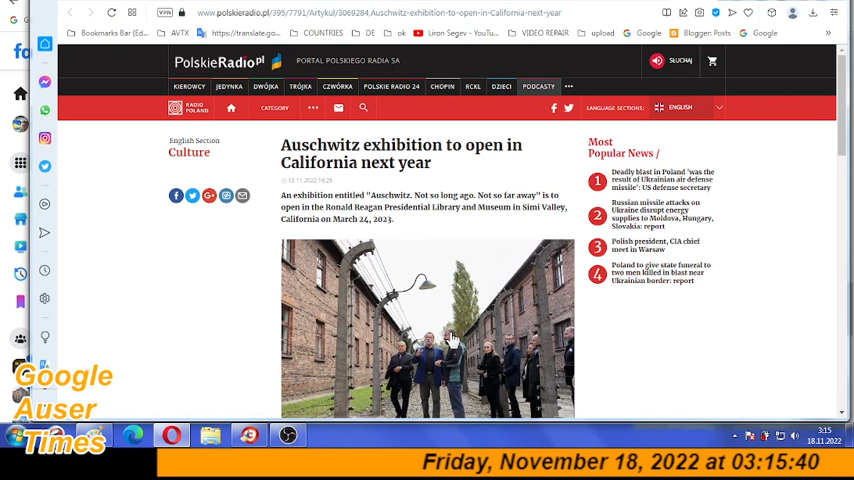 www.polskieradio.pl/395/7791/Artykul/3069284,Auschwitz-exhibition-to-open-in-California-next-year
Bookmarks Bar (Ed...
AVTX
https://translate.go...
COUNTRIES
DE
ok
Liron Segev - YouTu...
VIDEO REPAIR
upload
Google
Blogger: Posts
Google
PolskieRadio.pl
PORTAL POLSKIEGO RADIA SA
SŁUCHAJ
KIEROWCY
JEDYNKA
DWÓJKA
TRÓJKA
CZWÓRKA
POLSKIE RADIO 24
CHOPIN
RCKL
DZIECI
PODCASTY
RADIO
POLAND
CATEGORY
LANGUAGE SECTIONS:
ENGLISH
English Section
Culture
Auschwitz exhibition to open in
California next year
12.11.2022 16:25
An exhibition entitled "Auschwitz. Not so long ago. Not so far away" is to
open in the Ronald Reagan Presidential Library and Museum in Simi Valley,
California on March 24, 2023.
Most
Popular News /
1
Deadly blast in Poland 'was the
result of Ukrainian air defense
missile': US defense secretary
2
Russian missile attacks on
Ukraine disrupt energy
supplies to Moldova, Hungary,
Slovakia: report
3
Polish president, CIA chief
meet in Warsaw
4
Poland to give state funeral to
two men killed in blast near
Ukrainian border: report
Google
Auser
Times
3:15
18.11.2022
Friday, November 18, 2022 at 03:15:40